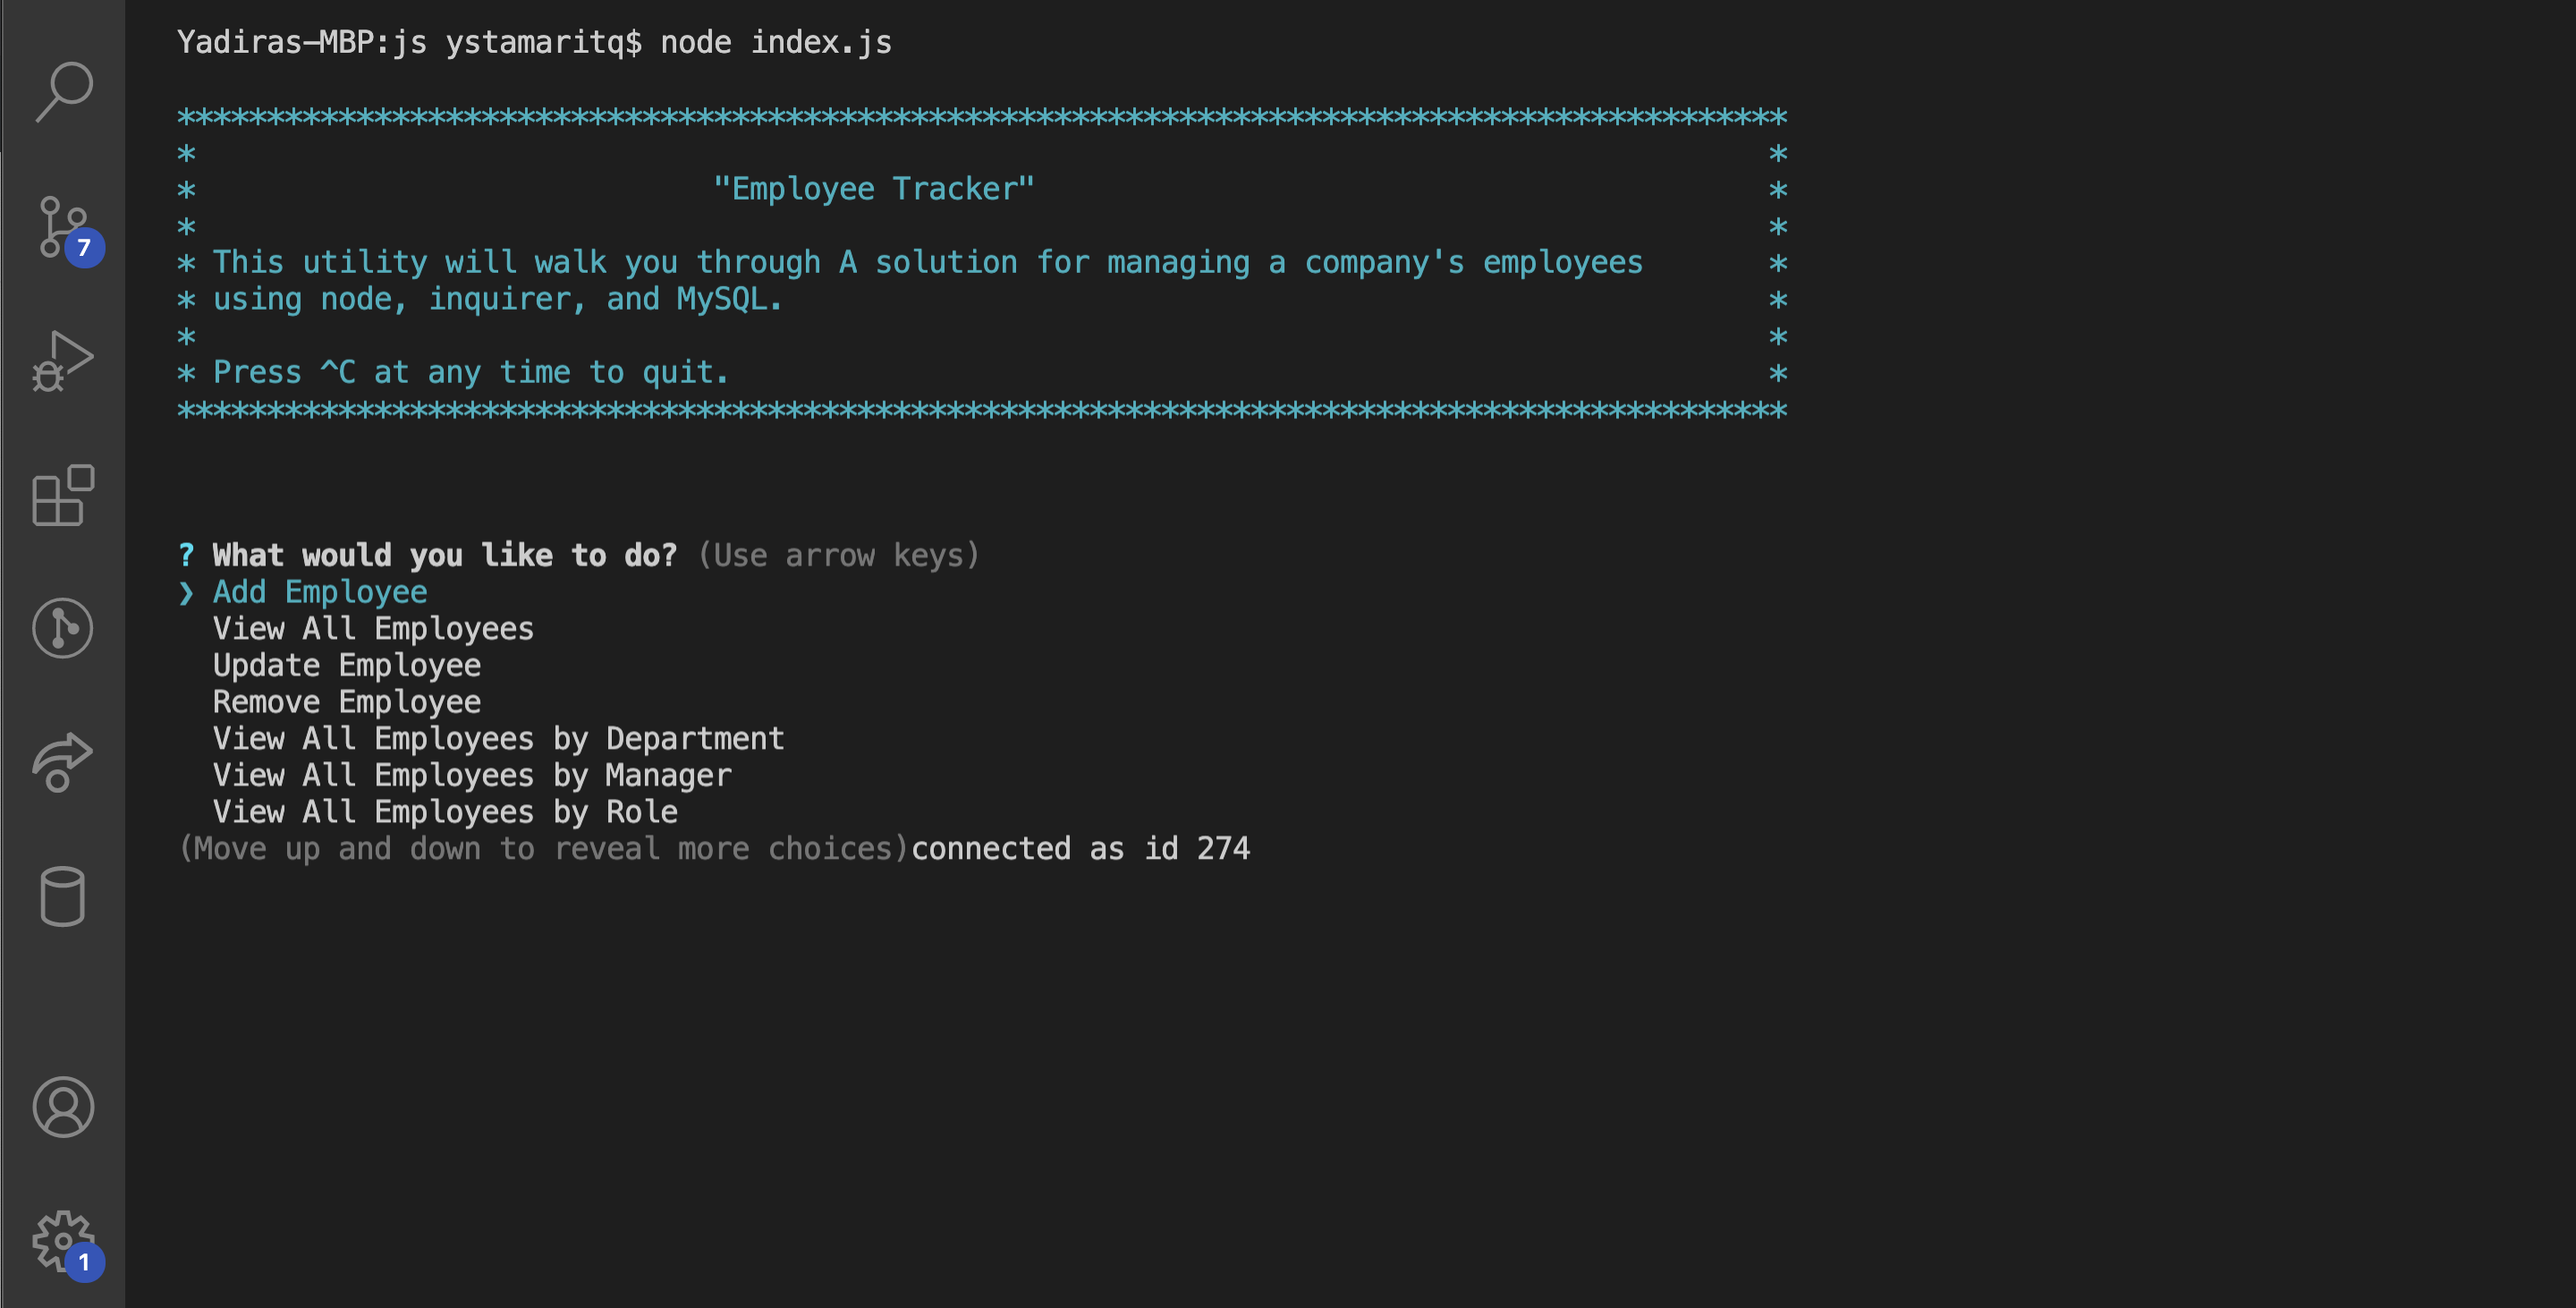 Yadiras-MBP:js ystamaritq$ node index.js
******************************************************************************************
* *
* "Employee Tracker" *
* *
* This utility will walk you through A solution for managing a company's employees *
* using node, inquirer, and MySQL. *
* *
* Press ^C at any time to quit. *
******************************************************************************************
? What would you like to do? (Use arrow keys)
❯ Add Employee
View All Employees
Update Employee
Remove Employee
View All Employees by Department
View All Employees by Manager
View All Employees by Role
(Move up and down to reveal more choices)connected as id 274
7
1